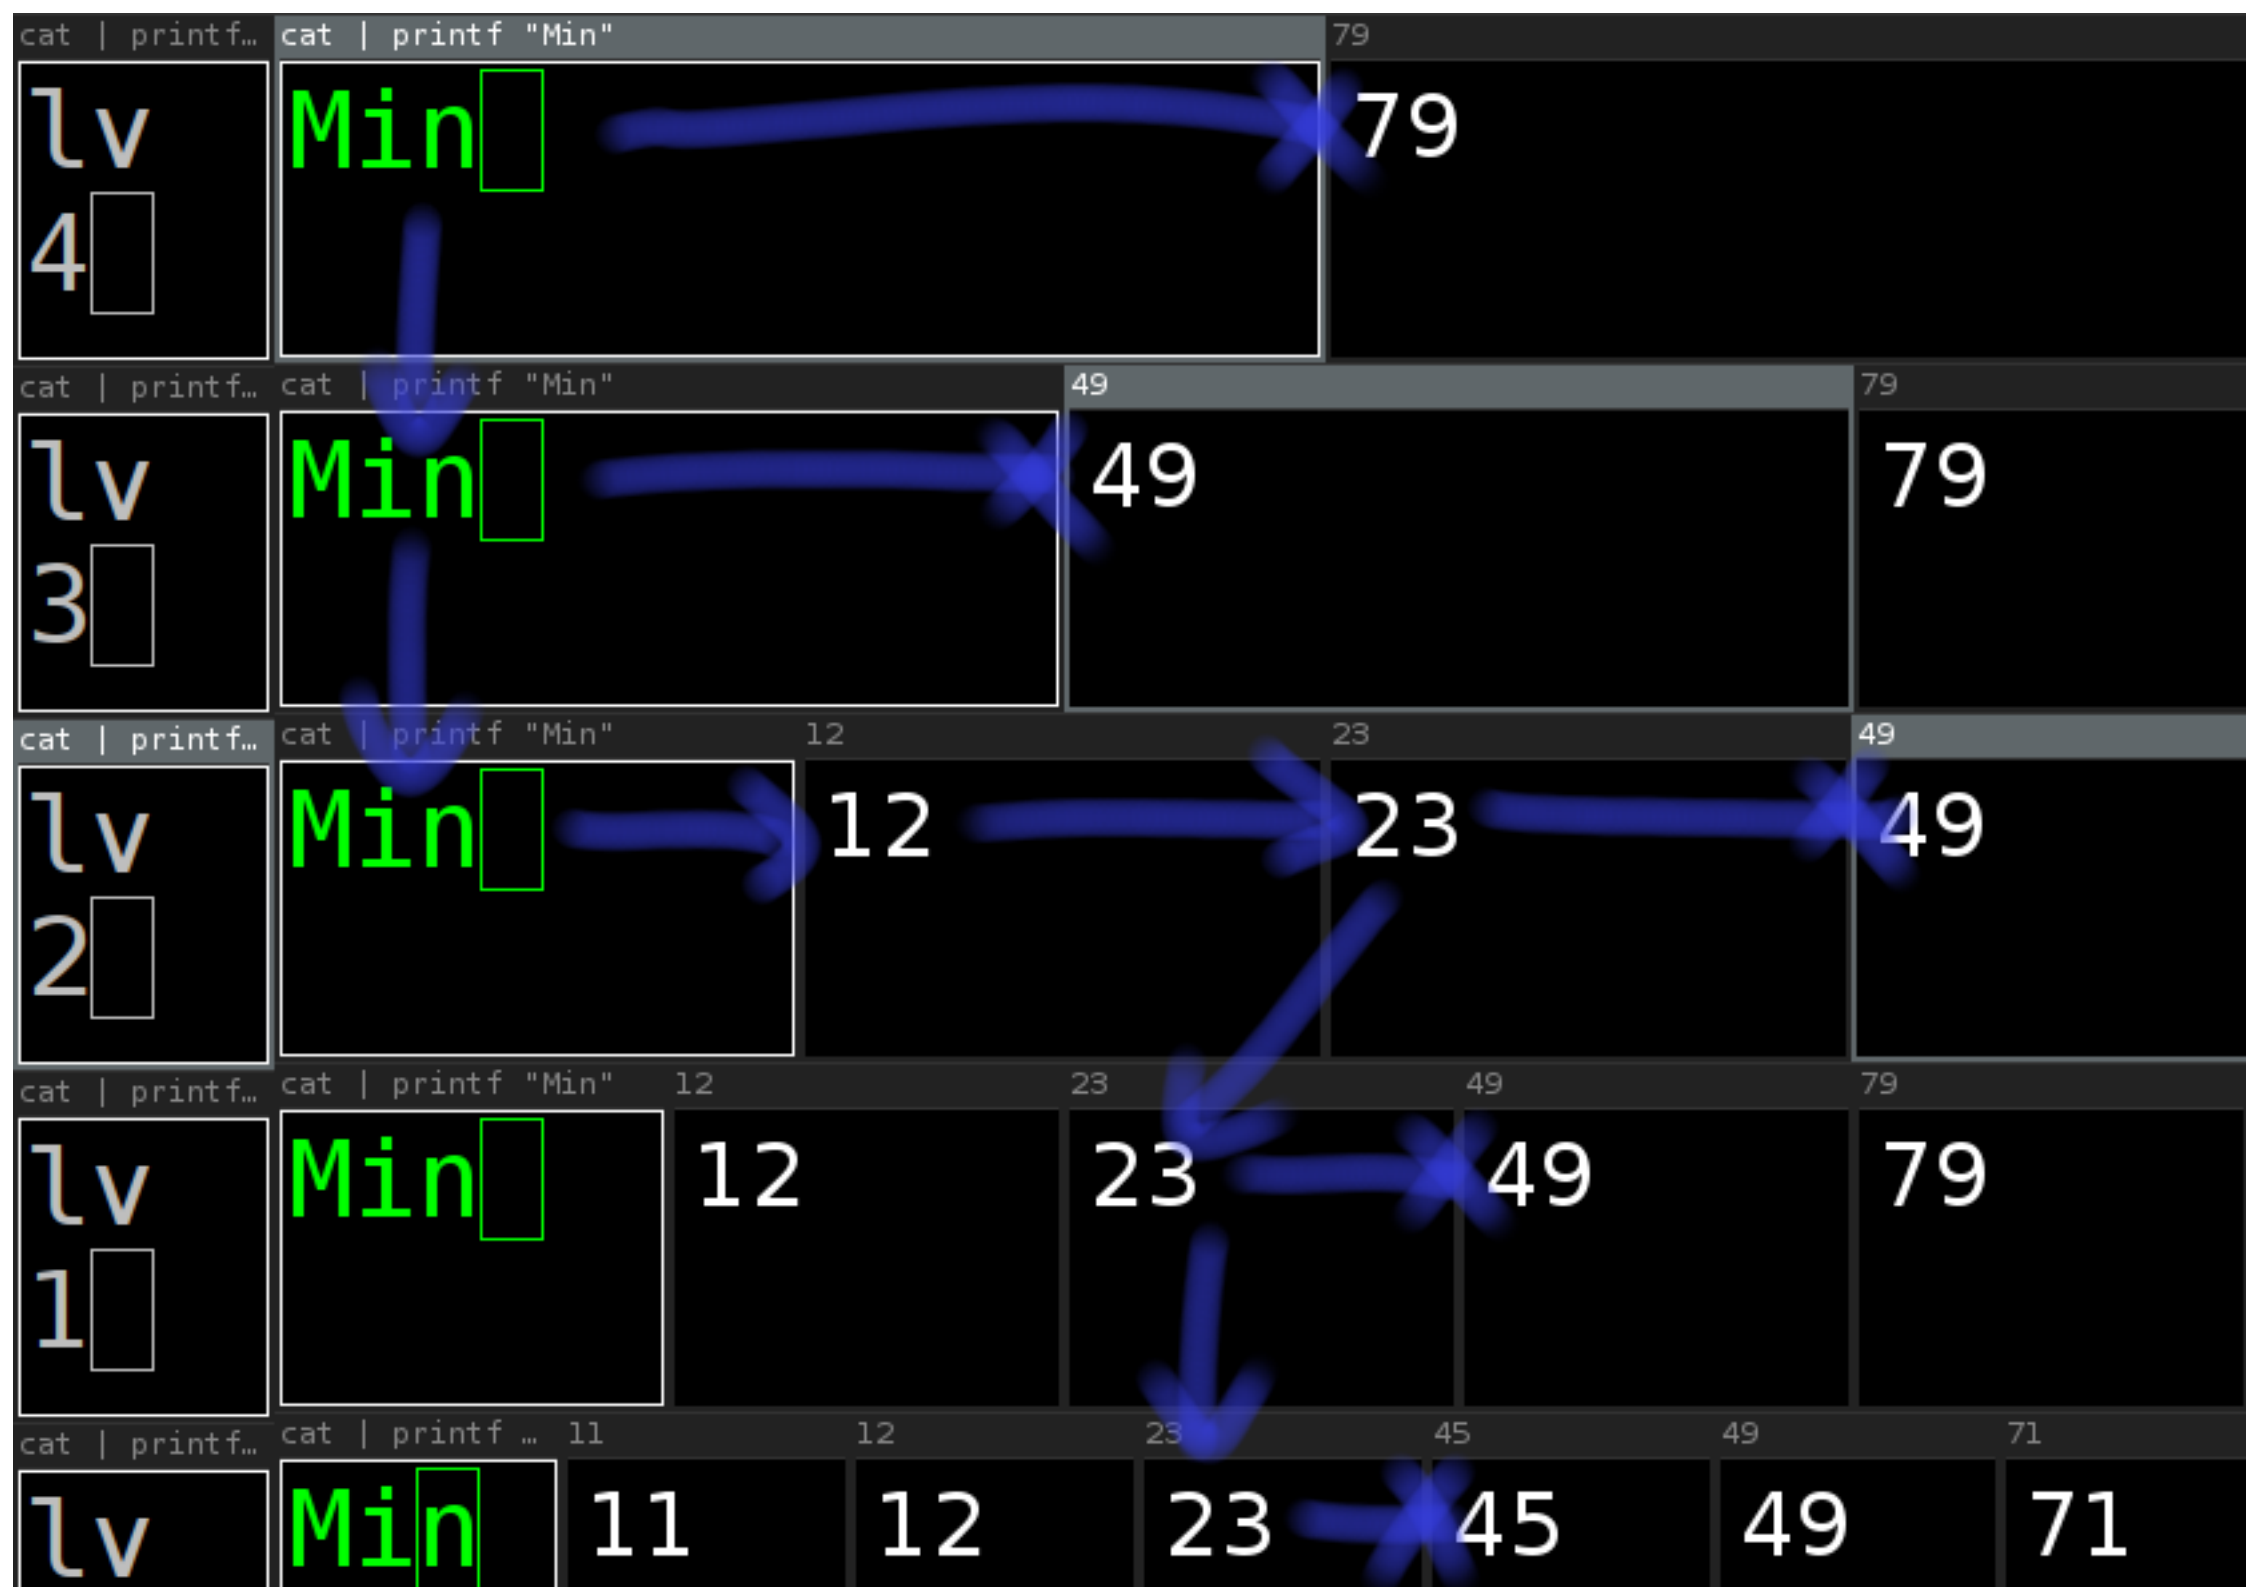 cat | printf… cat | printf "Min" 79
lv Min 79
4
cat | printf… cat | printf "Min" 49 79
lv Min 49 79
3
cat | printf… cat | printf "Min" 12 23 49
lv Min 12 23 49
2
cat | printf… cat | printf "Min" 12 23 49 79
lv Min 12 23 49 79
1
cat | printf… cat | printf … 11 12 23 45 49 71
lv Min 11 12 23 45 49 71